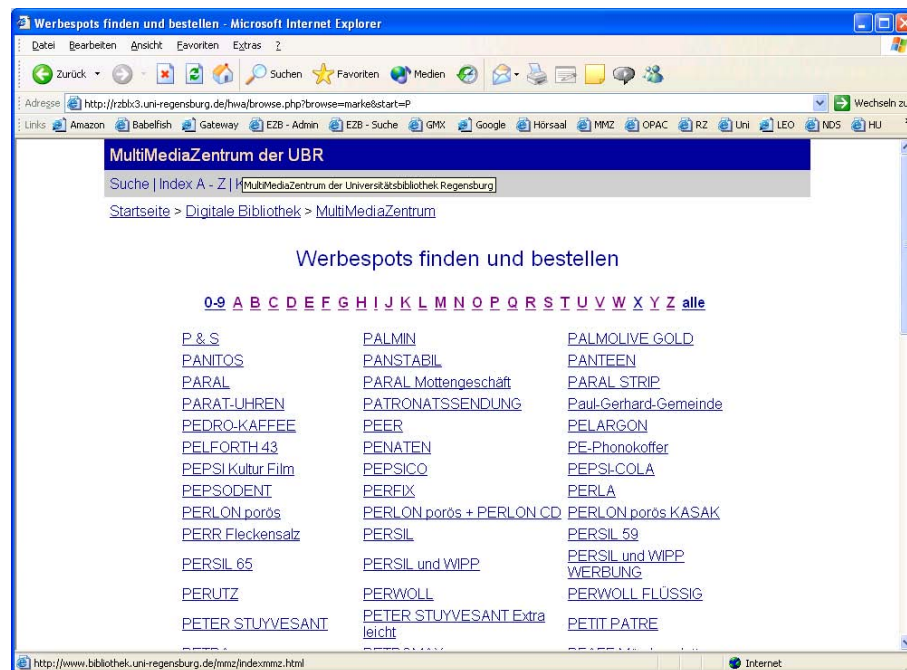 Werbespots finden und bestellen - Microsoft Internet Explorer
Datei Bearbeiten Ansicht Favoriten Extras ?
Zurück Suchen Favoriten Medien
Adresse http://rzblx3.uni-regensburg.de/hwa/browse.php?browse=marke&start=P Wechseln zu
Links Amazon Babelfish Gateway EZB - Admin EZB - Suche GMX Google Hörsaal MMZ OPAC RZ Uni LEO NDS HU
MultiMediaZentrum der UBR
Suche | Index A - Z | MultiMediaZentrum der Universitätsbibliothek Regensburg
Startseite > Digitale Bibliothek > MultiMediaZentrum
Werbespots finden und bestellen
0-9 A B C D E F G H I J K L M N O P Q R S T U V W X Y Z alle
P & S PALMIN PALMOLIVE GOLD
PANITOS PANSTABIL PANTEEN
PARAL PARAL Mottengeschäft PARAL STRIP
PARAT-UHREN PATRONATSSENDUNG Paul-Gerhard-Gemeinde
PEDRO-KAFFEE PEER PELARGON
PELFORTH 43 PENATEN PE-Phonokoffer
PEPSI Kultur Film PEPSICO PEPSI-COLA
PEPSODENT PERFIX PERLA
PERLON porös PERLON porös + PERLON CD PERLON porös KASAK
PERR Fleckensalz PERSIL PERSIL 59
PERSIL 65 PERSIL und WIPP PERSIL und WIPP
WERBUNG
PERUTZ PERWOLL PERWOLL FLÜSSIG
PETER STUYVESANT PETER STUYVESANT Extra
leicht PETIT PATRE
http://www.bibliothek.uni-regensburg.de/mmz/indexmmz.html Internet